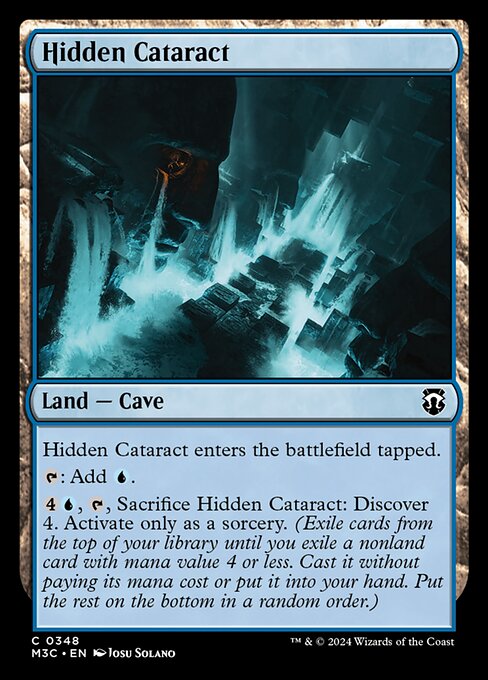 Hidden Cataract
Land — Cave
Hidden Cataract enters the battlefield tapped.
: Add .
4 , , Sacrifice Hidden Cataract: Discover
4. Activate only as a sorcery. (Exile cards from
the top of your library until you exile a nonland
card with mana value 4 or less. Cast it without
paying its mana cost or put it into your hand. Put
the rest on the bottom in a random order.)
C 0348
M3C • EN Josu Solano
™ & © 2024 Wizards of the Coast